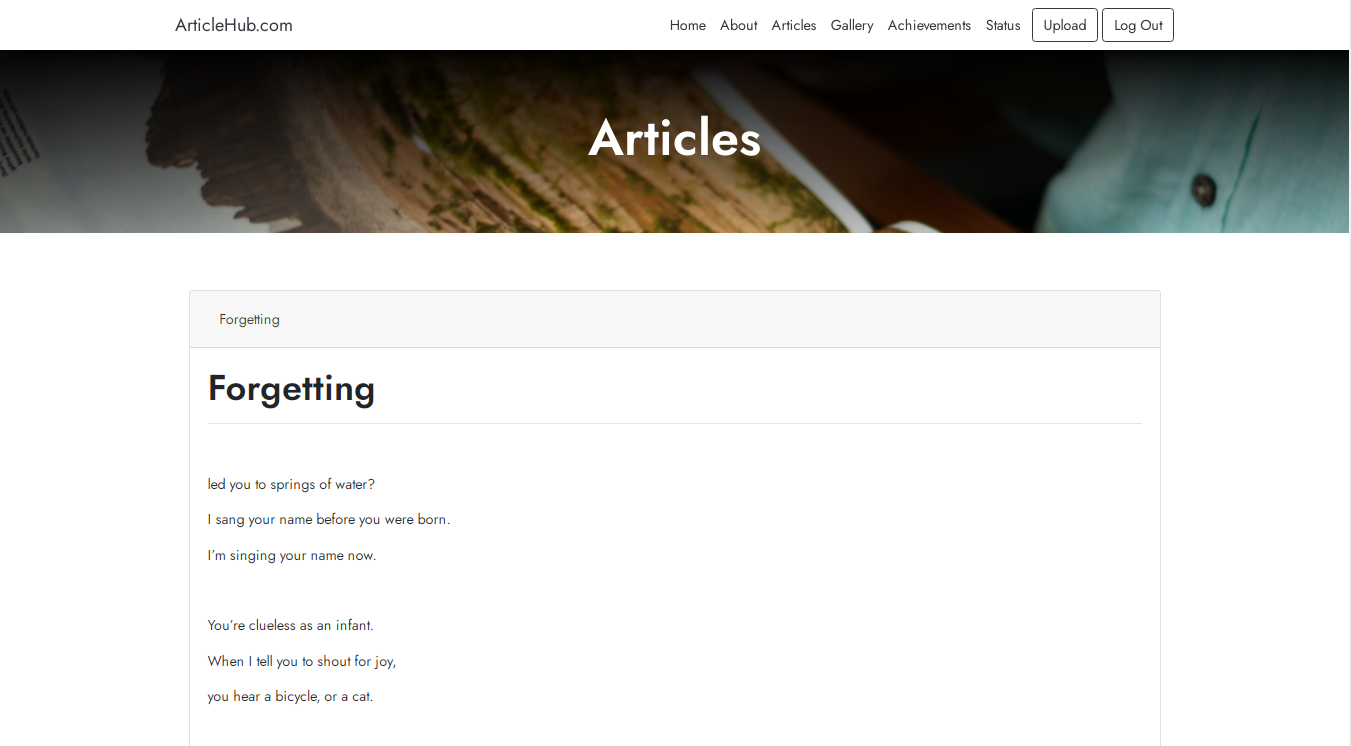 ArticleHub.com
Home About Articles Gallery Achievements Status Upload Log Out
Articles
Forgetting
Forgetting
led you to springs of water?
I sang your name before you were born.
I’m singing your name now.
You’re clueless as an infant.
When I tell you to shout for joy,
you hear a bicycle, or a cat.